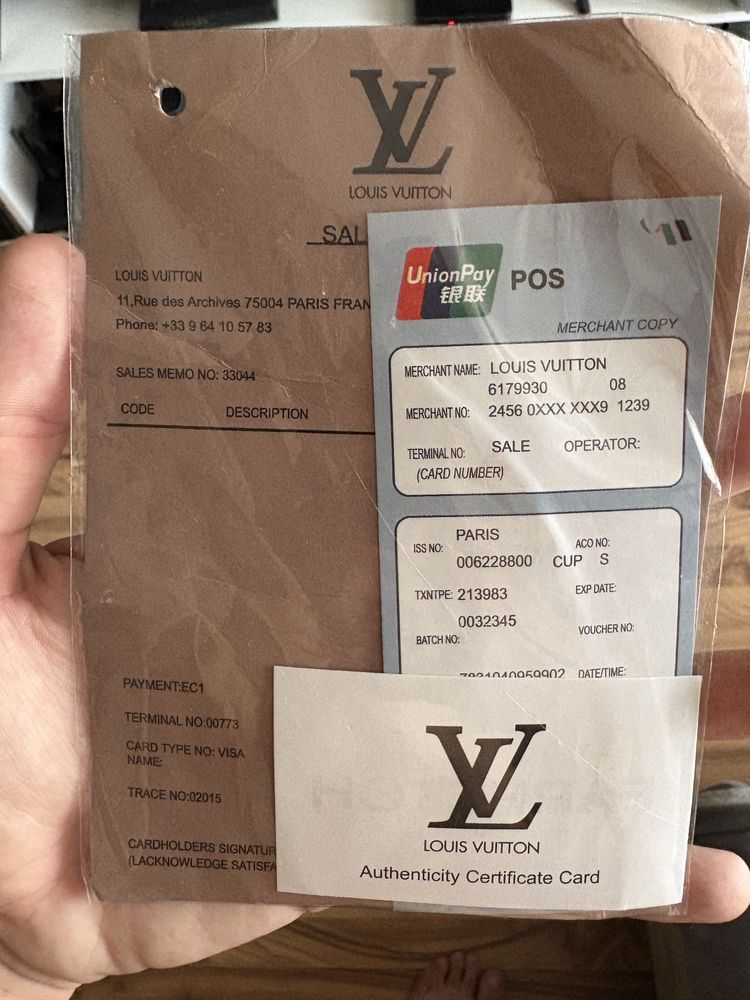 LV
LOUIS VUITTON
SAL
LOUIS VUITTON
11,Rue des Archives 75004 PARIS FRAN
Phone: +33 9 64 10 57 83
SALES MEMO NO: 33044
CODE DESCRIPTION
PAYMENT:EC1
TERMINAL NO:00773
CARD TYPE NO: VISA
NAME:
TRACE NO:02015
CARDHOLDERS SIGNATUR
(LACKNOWLEDGE SATISFA
UnionPay
银联
POS
MERCHANT COPY
MERCHANT NAME: LOUIS VUITTON
6179930 08
MERCHANT NO: 2456 0XXX XXX9 1239
TERMINAL NO: SALE OPERATOR:
(CARD NUMBER)
PARIS
ISS NO: ACO NO:
006228800 CUP S
TXNTPE: 213983 EXP DATE:
0032345
BATCH NO: VOUCHER NO:
DATE/TIME:
LV
LOUIS VUITTON
Authenticity Certificate Card